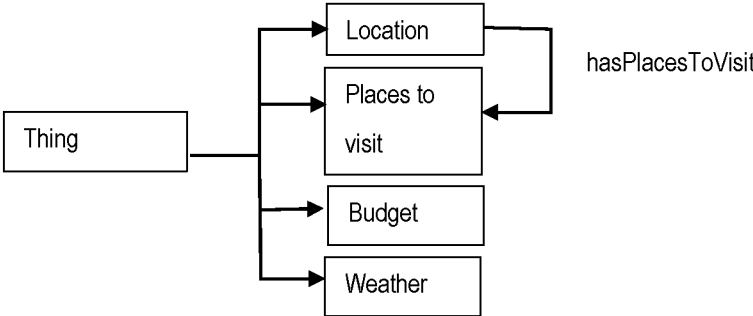 Location
hasPlacesToVisit
Places to
visit
Thing
Budget
Weather